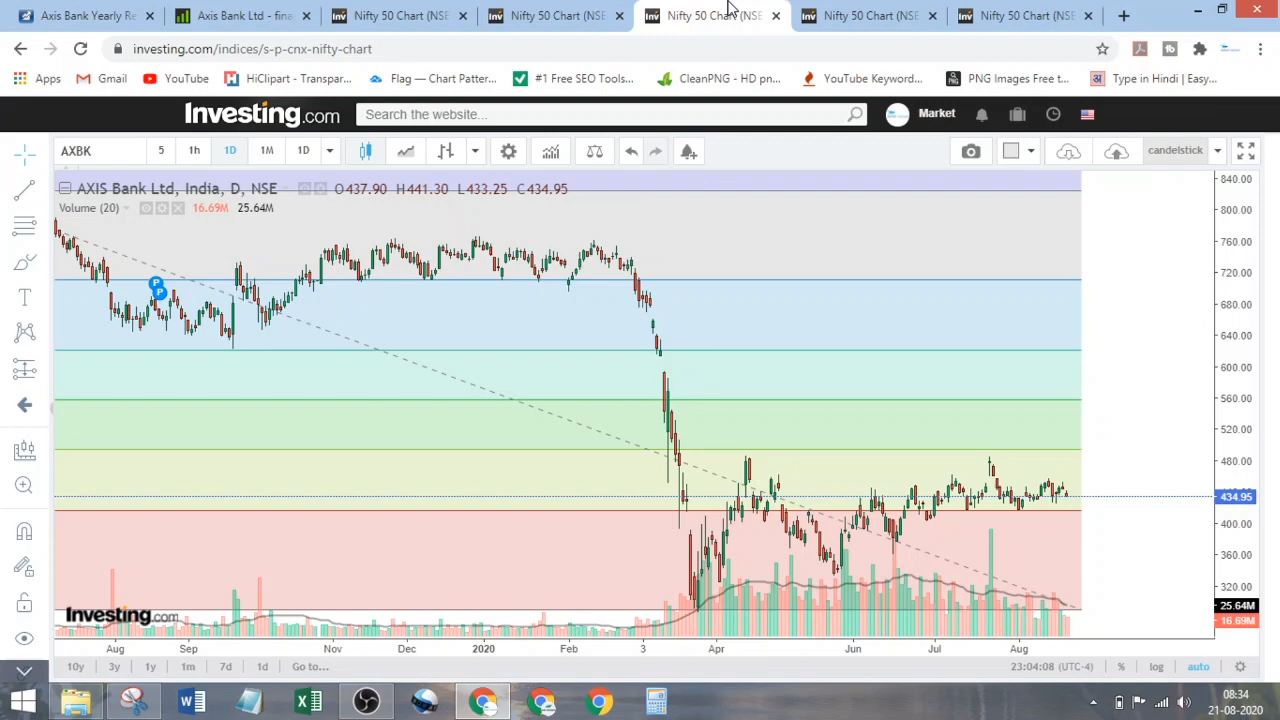 Axis Bank Yearly Re
Axis Bank Ltd - fina
Nifty 50 Chart (NSE
Nifty 50 Chart (NSE
Nifty 50 Chart (NSE
Nifty 50 Chart (NSE
Nifty 50 Chart (NSE
investing.com/indices/s-p-cnx-nifty-chart
Apps
Gmail
YouTube
HiClipart - Transpar...
Flag — Chart Patter...
#1 Free SEO Tools...
CleanPNG - HD pn...
YouTube Keyword...
PNG Images Free t...
Type in Hindi | Easy...
Investing.com
Search the website...
Market
AXBK
5
1h
1D
1M
1D
candelstick
AXIS Bank Ltd, India, D, NSE
O437.90 H441.30 L433.25 C434.95
Volume (20)
16.69M 25.64M
P
P
840.00
800.00
760.00
720.00
680.00
640.00
600.00
560.00
520.00
480.00
434.95
400.00
360.00
320.00
25.64M
16.69M
Investing.com
Aug
Sep
Nov
Dec
2020
Feb
3
Apr
Jun
Jul
Aug
10y
3y
1y
1m
7d
1d
Go to...
23:04:08 (UTC-4)
%
log
auto
08:34
21-08-2020